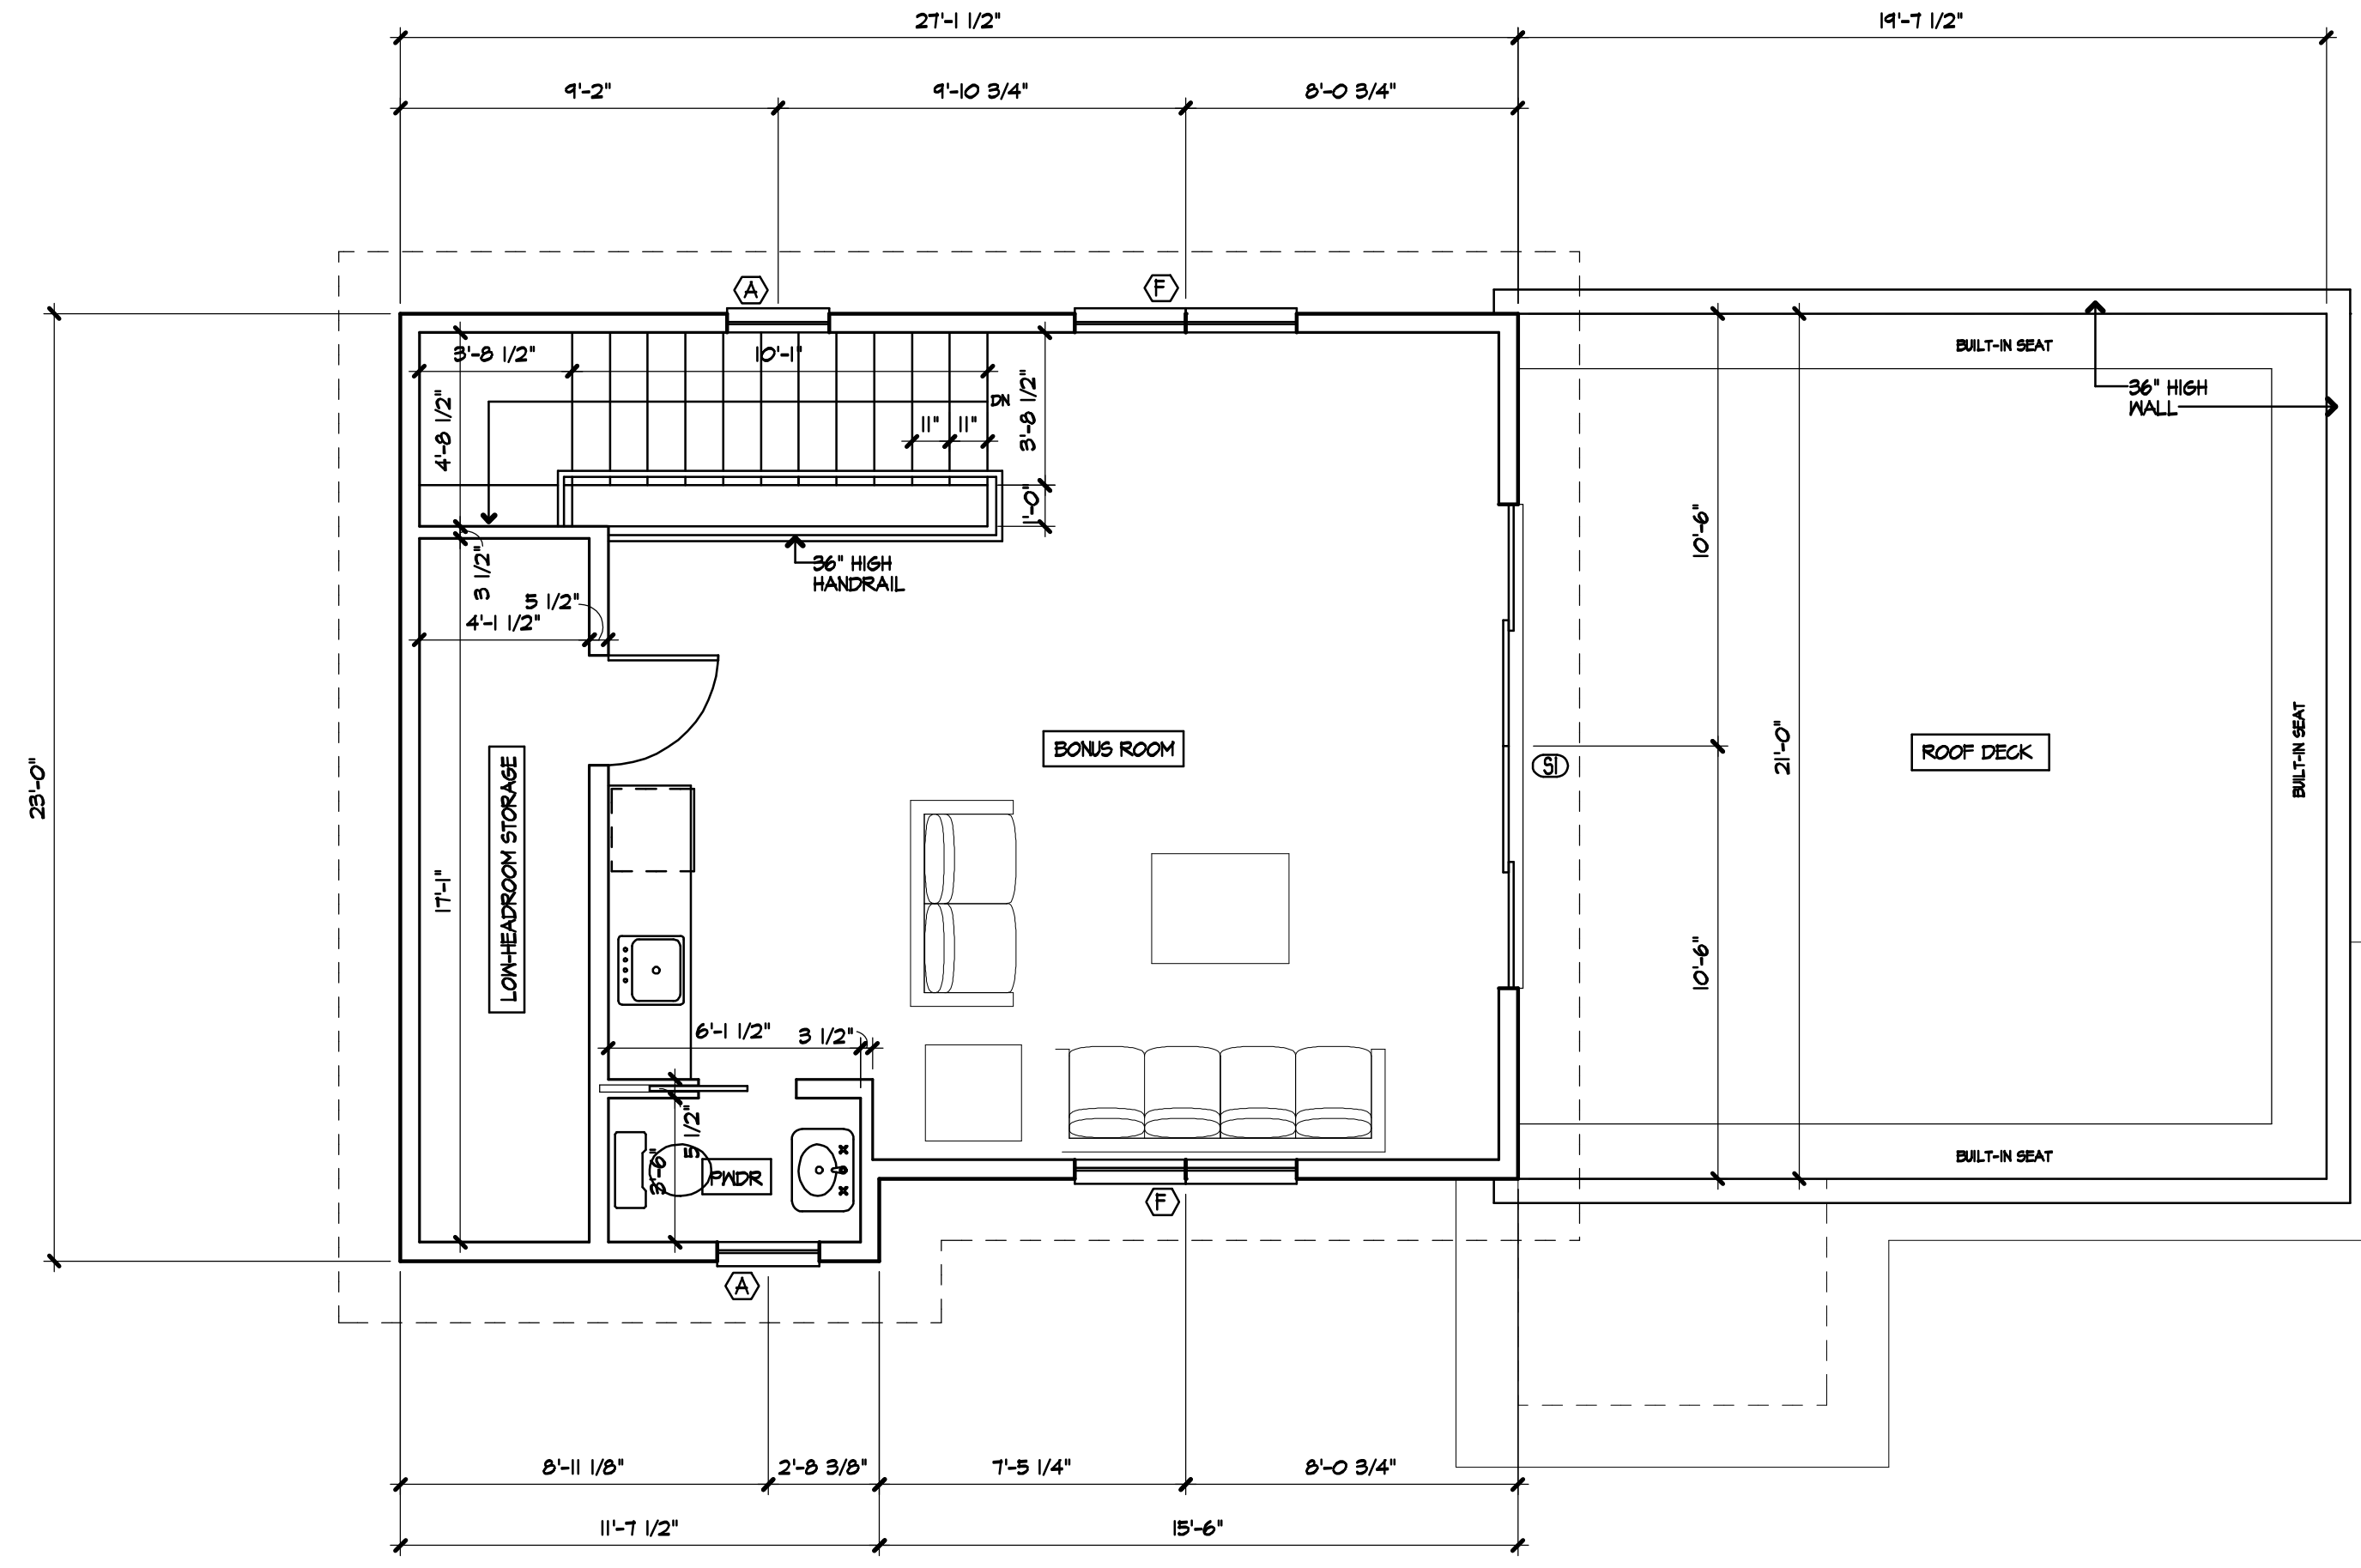 27'-1 1/2"
19'-7 1/2"
9'-2"
9'-10 3/4"
8'-0 3/4"
A
F
3'-8 1/2"
10'-1"
BUILT-IN SEAT
36" HIGH
WALL
DN
4'-8 1/2"
3'-8 1/2"
11"
11"
1'-0"
10'-6"
36" HIGH
HANDRAIL
3 1/2"
5 1/2"
4'-1 1/2"
23'-0"
BONUS ROOM
S1
21'-0"
ROOF DECK
BUILT-IN SEAT
LOW-HEADROOM STORAGE
17'-1"
10'-6"
6'-1 1/2"
3 1/2"
5 1/2"
3'-6"
PWDR
BUILT-IN SEAT
F
A
8'-11 1/8"
2'-8 3/8"
7'-5 1/4"
8'-0 3/4"
11'-7 1/2"
15'-6"